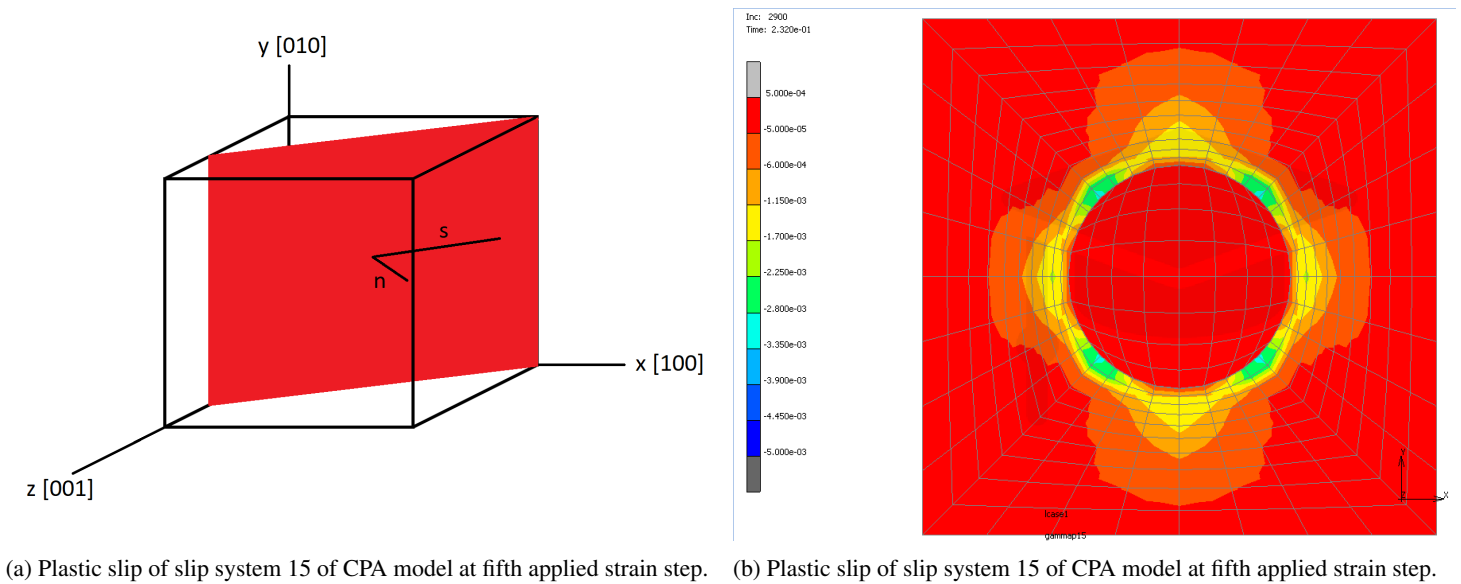 y [010]
s
n
x [100]
z [001]
Inc: 2900
Time: 2.320e-01
5.000e-04
-5.000e-05
-6.000e-04
-1.150e-03
-1.700e-03
-2.250e-03
-2.800e-03
-3.350e-03
-3.900e-03
-4.450e-03
-5.000e-03
Y
Z
X
lcase1
gammap15
(a) Plastic slip of slip system 15 of CPA model at fifth applied strain step.
(b) Plastic slip of slip system 15 of CPA model at fifth applied strain step.